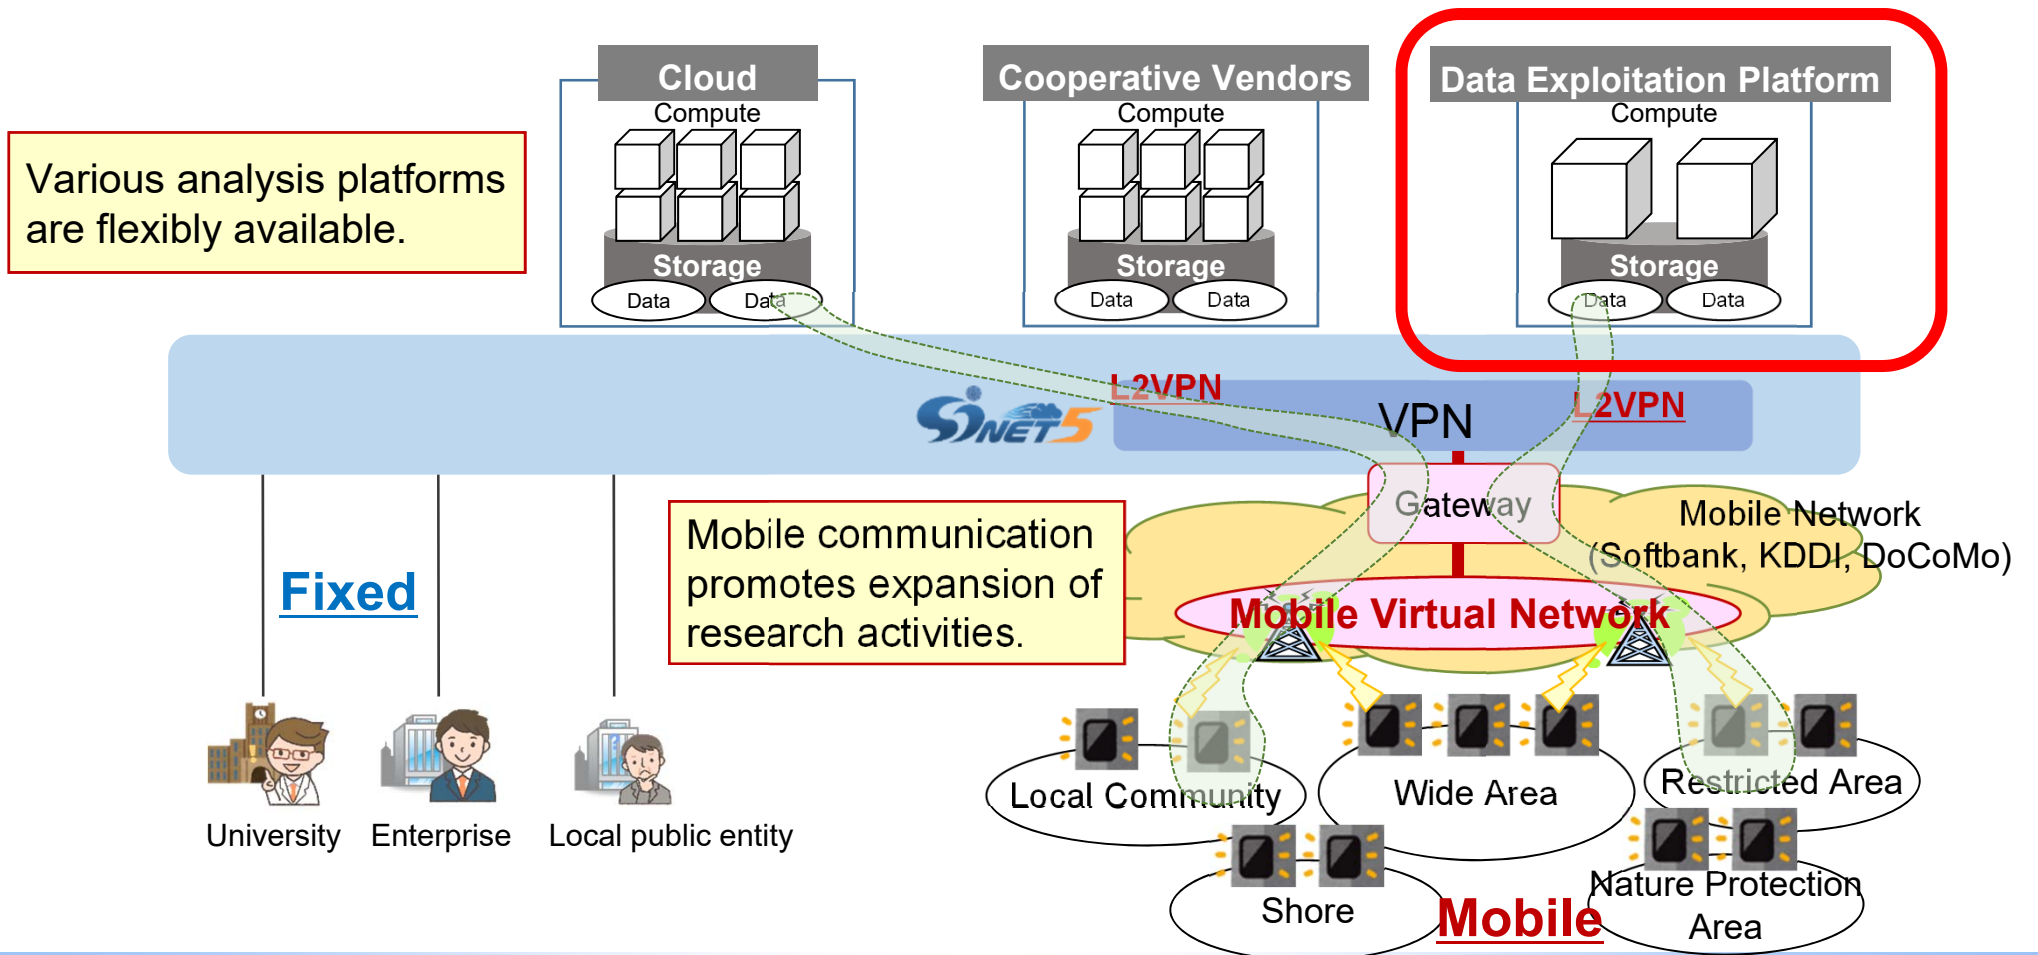 Cloud
Compute
Storage
Data
Data
Cooperative Vendors
Compute
Storage
Data
Data
Data Exploitation Platform
Compute
Storage
Data
Data
Various analysis platforms
are flexibly available.
SINET5
L2VPN
VPN
L2VPN
Gateway
Mobile Network
(Softbank, KDDI, DoCoMo)
Mobile Virtual Network
Mobile communication
promotes expansion of
research activities.
Fixed
University
Enterprise
Local public entity
Local Community
Wide Area
Restricted Area
Shore
Nature Protection
Area
Mobile